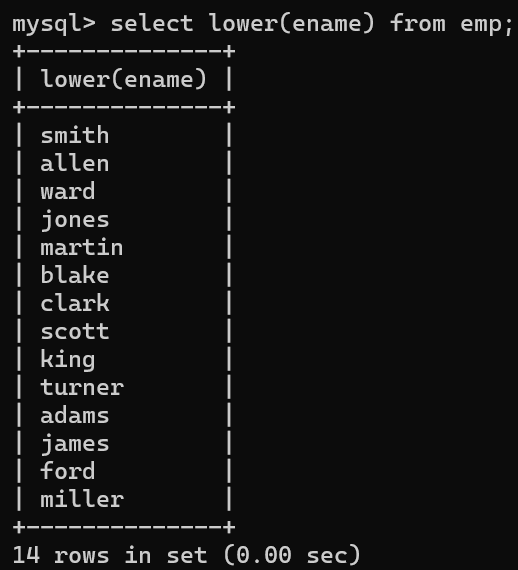 mysql> select lower(ename) from emp;
+--------------+
| lower(ename) |
+--------------+
| smith        |
| allen        |
| ward         |
| jones        |
| martin       |
| blake        |
| clark        |
| scott        |
| king         |
| turner       |
| adams        |
| james        |
| ford         |
| miller       |
+--------------+
14 rows in set (0.00 sec)